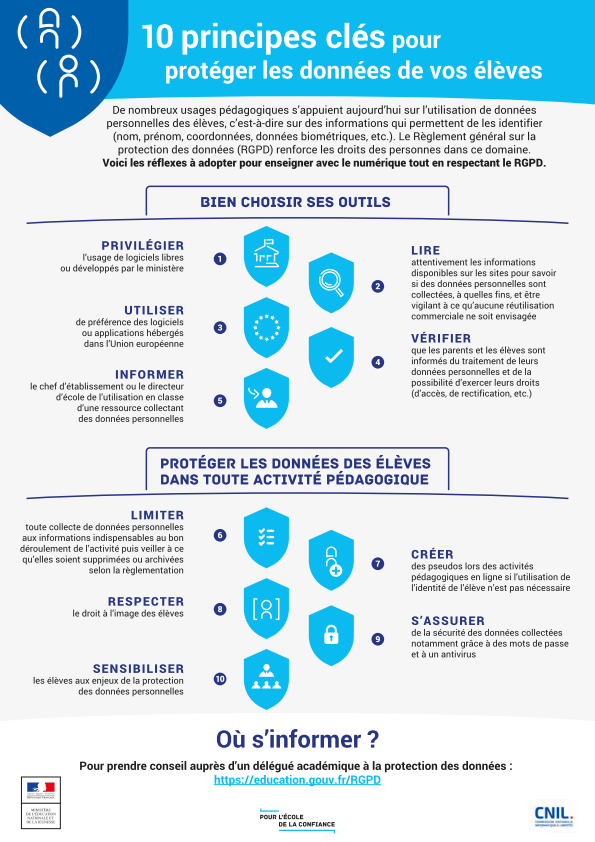 10 principes clés pour
protéger les données de vos élèves
De nombreux usages pédagogiques s'appuient aujourd'hui sur l'utilisation de données
personnelles des élèves, c'est-à-dire sur des informations qui permettent de les identifier
(nom, prénom, coordonnées, données biométriques, etc.). Le Règlement général sur la
protection des données (RGPD) renforce les droits des personnes dans ce domaine.
Voici les réflexes à adopter pour enseigner avec le numérique tout en respectant le RGPD.
BIEN CHOISIR SES OUTILS
PRIVILÉGIER
l'usage de logiciels libres
ou développés par le ministère
1
LIRE
attentivement les informations
disponibles sur les sites pour savoir
si des données personnelles sont
collectées, à quelles fins, et être
vigilant à ce qu'aucune réutilisation
commerciale ne soit envisagée
2
UTILISER
de préférence des logiciels
ou applications hébergés
dans l'Union européenne
3
VÉRIFIER
que les parents et les élèves sont
informés du traitement de leurs
données personnelles et de la
possibilité d'exercer leurs droits
(d'accès, de rectification, etc.)
4
INFORMER
le chef d'établissement ou le directeur
d'école de l'utilisation en classe
d'une ressource collectant
des données personnelles
5
PROTÉGER LES DONNÉES DES ÉLÈVES
DANS TOUTE ACTIVITÉ PÉDAGOGIQUE
LIMITER
toute collecte de données personnelles
aux informations indispensables au bon
déroulement de l'activité puis veiller à ce
qu'elles soient supprimées ou archivées
selon la règlementation
6
CRÉER
des pseudos lors des activités
pédagogiques en ligne si l'utilisation de
l'identité de l'élève n'est pas nécessaire
7
RESPECTER
le droit à l'image des élèves
8
S'ASSURER
de la sécurité des données collectées
notamment grâce à des mots de passe
et à un antivirus
9
SENSIBILISER
les élèves aux enjeux de la protection
des données personnelles
10
Où s'informer ?
Pour prendre conseil auprès d'un délégué académique à la protection des données :
https://education.gouv.fr/RGPD
MINISTÈRE
DE L'ÉDUCATION
NATIONALE ET
DE LA JEUNESSE
POUR L'ÉCOLE
DE LA CONFIANCE
CNIL.